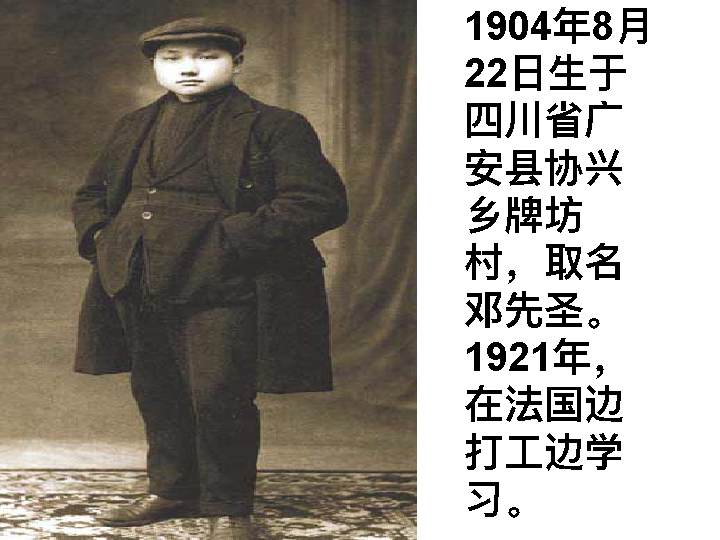 1904年8月
22日生于
四川省广
安县协兴
乡牌坊
村，取名
邓先圣。
1921年，
在法国边
打工边学
习。